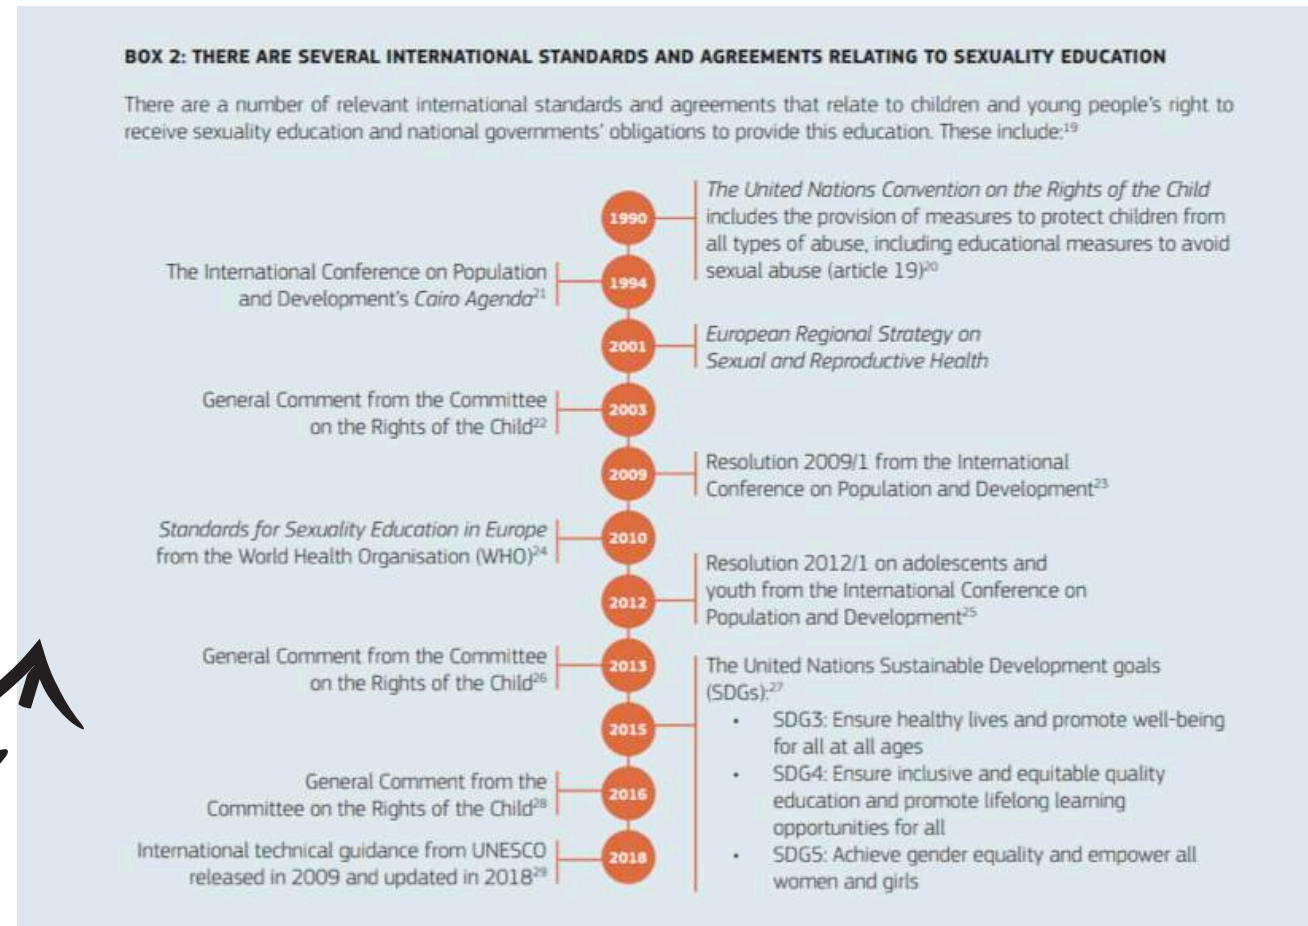 BOX 2: THERE ARE SEVERAL INTERNATIONAL STANDARDS AND AGREEMENTS RELATING TO SEXUALITY EDUCATION
There are a number of relevant international standards and agreements that relate to children and young people's right to
receive sexuality education and national governments' obligations to provide this education. These include:19
1990
The United Nations Convention on the Rights of the Child
includes the provision of measures to protect children from
all types of abuse, including educational measures to avoid
sexual abuse (article 19)20
The International Conference on Population
and Development's Cairo Agenda21
1994
2001
European Regional Strategy on
Sexual and Reproductive Health
General Comment from the Committee
on the Rights of the Child22
2003
2009
Resolution 2009/1 from the International
Conference on Population and Development23
Standards for Sexuality Education in Europe
from the World Health Organisation (WHO)24
2010
2012
Resolution 2012/1 on adolescents and
youth from the International Conference on
Population and Development25
General Comment from the Committee
on the Rights of the Child26
2013
2015
The United Nations Sustainable Development goals
(SDGs):27
• SDG3: Ensure healthy lives and promote well-being
for all at all ages
• SDG4: Ensure inclusive and equitable quality
education and promote lifelong learning
opportunities for all
• SDG5: Achieve gender equality and empower all
women and girls
General Comment from the
Committee on the Rights of the Child28
2016
International technical guidance from UNESCO
released in 2009 and updated in 201829
2018